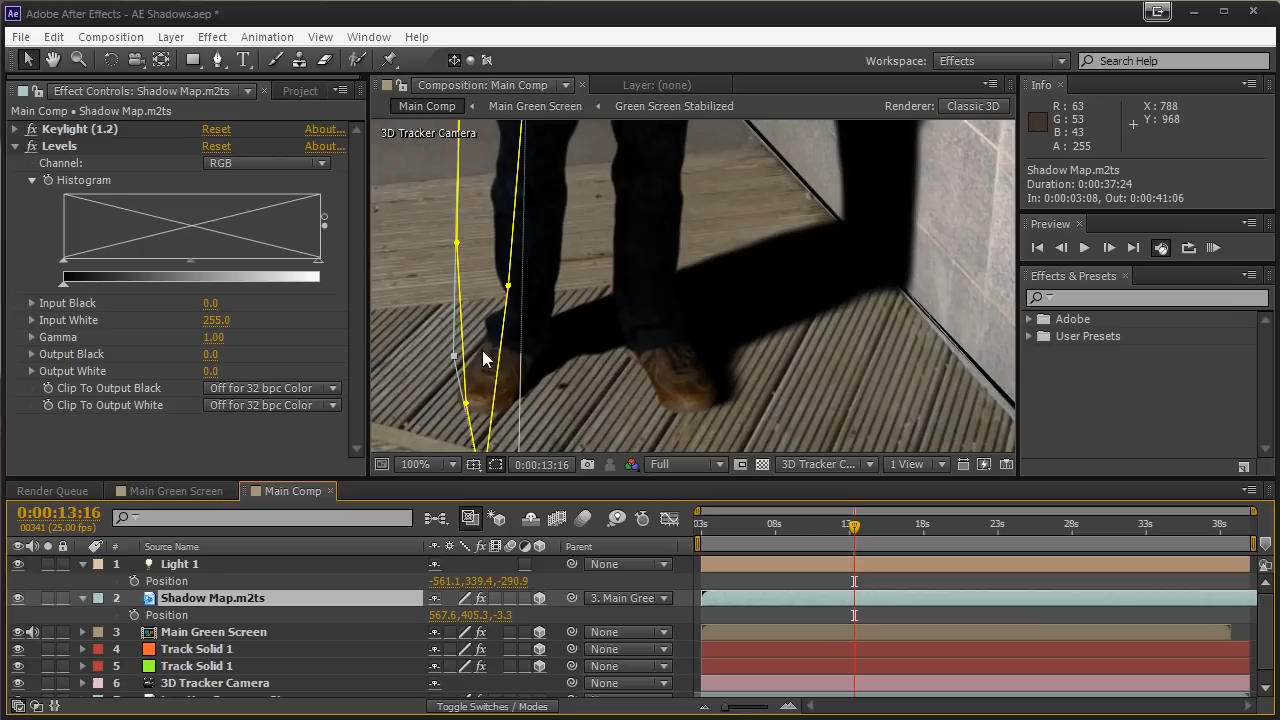 Adobe After Effects - AE Shadows.aep *
File Edit Composition Layer Effect Animation View Window Help
Workspace: Effects Search Help
Effect Controls: Shadow Map.m2ts Project
Main Comp • Shadow Map.m2ts
Keylight (1.2) Reset About...
Levels Reset About...
Channel: RGB
Histogram
Input Black 0.0
Input White 255.0
Gamma 1.00
Output Black 0.0
Output White 0.0
Clip To Output Black Off for 32 bpc Color
Clip To Output White Off for 32 bpc Color
Composition: Main Comp Layer: (none)
Main Comp Main Green Screen Green Screen Stabilized Renderer: Classic 3D
3D Tracker Camera
100% 0:00:13:16 Full 3D Tracker C... 1 View
Info
R: 63 X: 788
G: 53 Y: 968
B: 43
A: 255
Shadow Map.m2ts
Duration: 0:00:37:24
In: 0:00:03:08, Out: 0:00:41:06
Preview
Effects & Presets
Adobe
User Presets
Render Queue Main Green Screen Main Comp
0:00:13:16
00341 (25.00 fps)
03s 08s 13s 18s 23s 28s 33s 38s
# Source Name Parent
1 Light 1 None
Position -561.1,339.4,-290.9
2 Shadow Map.m2ts 3. Main Gree
Position 567.6,405.3,-3.3
3 Main Green Screen None
4 Track Solid 1 None
5 Track Solid 1 None
6 3D Tracker Camera None
Toggle Switches / Modes